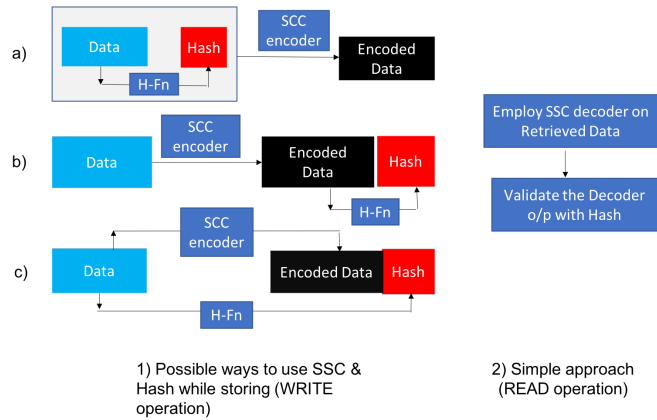 a)
Data
Hash
H-Fn
SCC
encoder
Encoded
Data
b)
Data
SCC
encoder
Encoded
Data
Hash
H-Fn
c)
Data
SCC
encoder
Encoded Data
Hash
H-Fn
1) Possible ways to use SSC &
Hash while storing (WRITE
operation)
Employ SSC decoder on
Retrieved Data
Validate the Decoder
o/p with Hash
2) Simple approach
(READ operation)